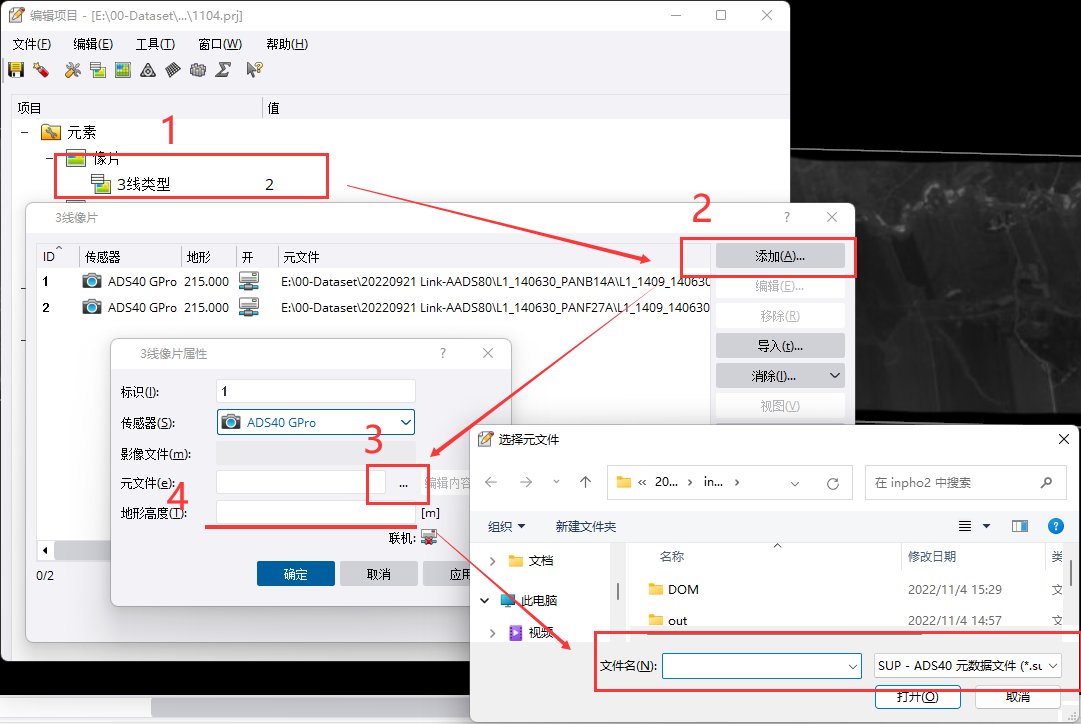 编辑项目 - [E:\00-Dataset\...\1104.prj]
文件(F) 编辑(E) 工具(T) 窗口(W) 帮助(H)
项目 值
元素
1
像片
3线类型 2
3线像片 ?
2
ID 传感器 地形 开 元文件
1 ADS40 GPro 215.000 E:\00-Dataset\20220921 Link-AADS80\L1_140630_PANB14A\L1_1409_140630
2 ADS40 GPro 215.000 E:\00-Dataset\20220921 Link-AADS80\L1_140630_PANF27A\L1_1409_140630
添加(A)...
编辑(E)...
移除(R)
导入(t)...
消除(I)...
视图(V)
3线像片属性 ?
标识(I): 1
传感器(S): ADS40 GPro
影像文件(m):
3
元文件(e): ... 编辑内容
4
地形高度(T): [m]
联机:
确定 取消 应用
0/2
选择元文件
« 20... › in... ›
在 inpho2 中搜索
组织 新建文件夹 ?
文档
此电脑
视频
名称 修改日期 类
DOM 2022/11/4 15:29 文
out 2022/11/4 14:57 文
文件名(N): SUP - ADS40 元数据文件 (*.su
打开(O) 取消